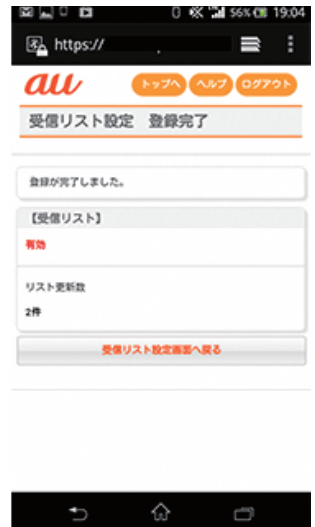 56% 19:04
https://
au
トップへ ヘルプ ログアウト
受信リスト設定 登録完了
登録が完了しました。
【受信リスト】
有効
リスト更新数
2件
受信リスト設定画面へ戻る